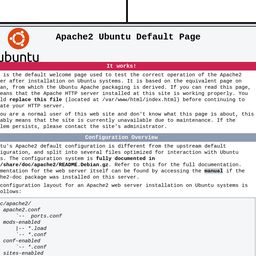 Apache2 Ubuntu Default Page
ubuntu
It works!
is the default welcome page used to test the correct operation of the Apache2
er after installation on Ubuntu systems. It is based on the equivalent page on
an, from which the Ubuntu Apache packaging is derived. If you can read this page,
eans that the Apache HTTP server installed at this site is working properly. You
ld replace this file (located at /var/www/html/index.html) before continuing to
ate your HTTP server.
ou are a normal user of this web site and don't know what this page is about, this
ably means that the site is currently unavailable due to maintenance. If the
lem persists, please contact the site's administrator.
Configuration Overview
tu's Apache2 default configuration is different from the upstream default
iguration, and split into several files optimized for interaction with Ubuntu
s. The configuration system is fully documented in
/share/doc/apache2/README.Debian.gz. Refer to this for the full documentation.
mentation for the web server itself can be found by accessing the manual if the
he2-doc package was installed on this server.
configuration layout for an Apache2 web server installation on Ubuntu systems is
ollows:
c/apache2/
apache2.conf
`-- ports.conf
mods-enabled
|-- *.load
`-- *.conf
conf-enabled
`-- *.conf
sites-enabled